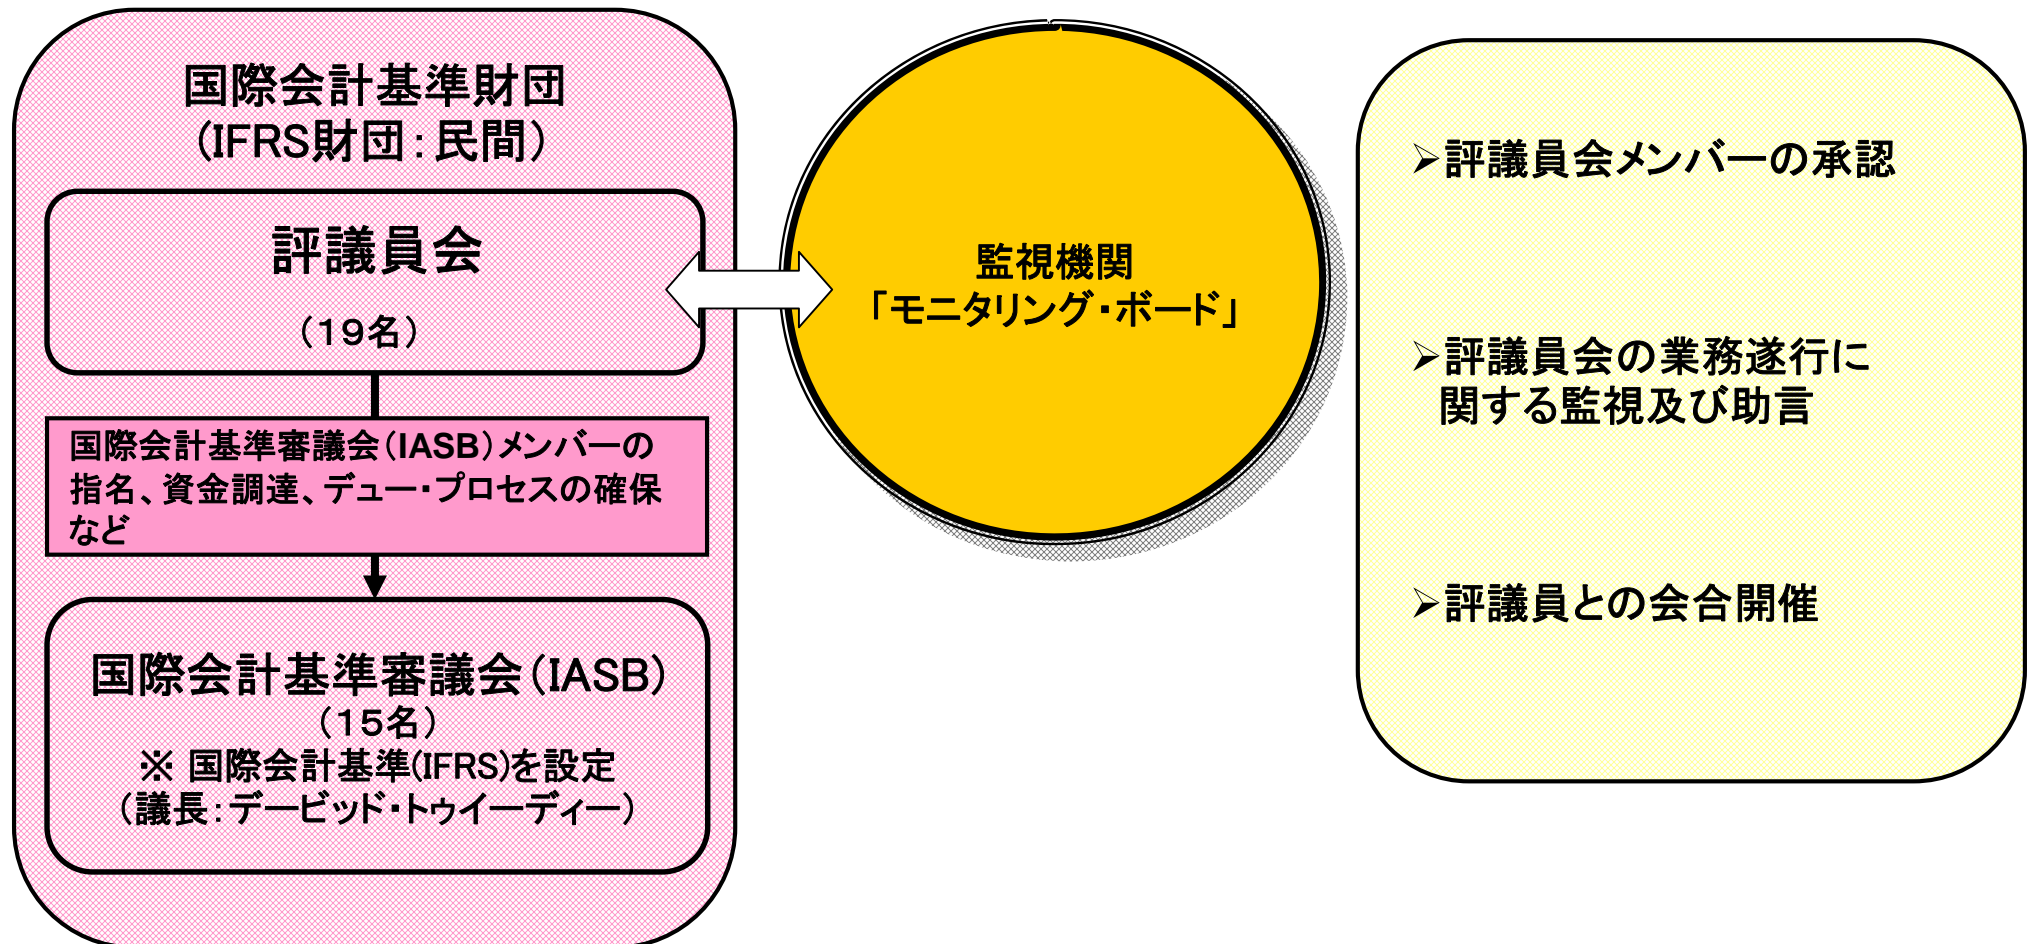 国際会計基準財団
(IFRS財団：民間）
評議員会
（19名）
国際会計基準審議会（IASB）メンバーの
指名、資金調達、デュー・プロセスの確保
など
国際会計基準審議会（IASB）
（15名）
※ 国際会計基準(IFRS)を設定
（議長：デービッド・トゥイーディー）
監視機関
「モニタリング・ボード」
➢評議員会メンバーの承認
➢評議員会の業務遂行に
関する監視及び助言
➢評議員との会合開催